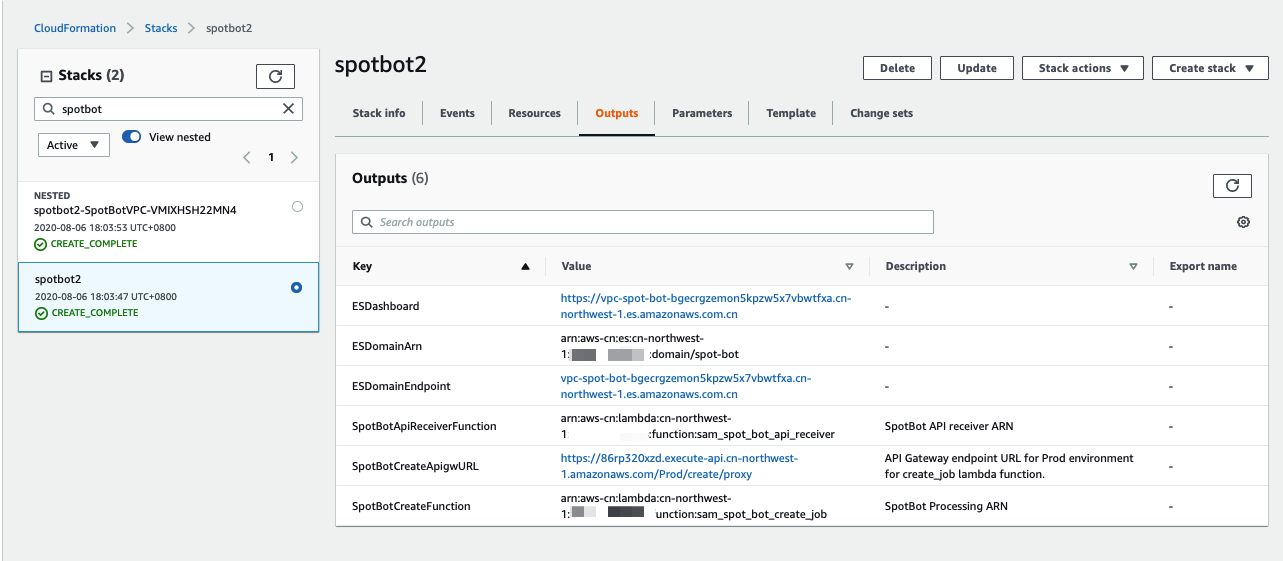 CloudFormation > Stacks > spotbot2
Stacks (2)
spotbot
Active
View nested
1
NESTED
spotbot2-SpotBotVPC-VMIXHSH22MN4
2020-08-06 18:03:53 UTC+0800
CREATE_COMPLETE
spotbot2
2020-08-06 18:03:47 UTC+0800
CREATE_COMPLETE
spotbot2
Delete Update Stack actions Create stack
Stack info Events Resources Outputs Parameters Template Change sets
Outputs (6)
Search outputs
Key Value Description Export name
ESDashboard
https://vpc-spot-bot-bgecrgzemon5kpzw5x7vbwtfxa.cn-
northwest-1.es.amazonaws.com.cn
-
-
ESDomainArn
arn:aws-cn:es:cn-northwest-
1: :domain/spot-bot
-
-
ESDomainEndpoint
vpc-spot-bot-bgecrgzemon5kpzw5x7vbwtfxa.cn-
northwest-1.es.amazonaws.com.cn
-
-
SpotBotApiReceiverFunction
arn:aws-cn:lambda:cn-northwest-
1: :function:sam_spot_bot_api_receiver
SpotBot API receiver ARN
-
SpotBotCreateApigwURL
https://86rp320xzd.execute-api.cn-northwest-
1.amazonaws.com/Prod/create/proxy
API Gateway endpoint URL for Prod environment
for create_job lambda function.
-
SpotBotCreateFunction
arn:aws-cn:lambda:cn-northwest-
1: unction:sam_spot_bot_create_job
SpotBot Processing ARN
-